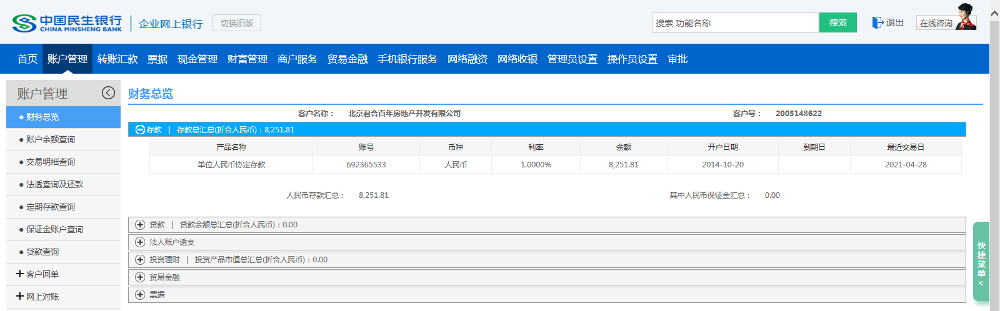 中国民生银行 CHINA MINSHENG BANK 企业网上银行 切换旧版 搜索 功能名称 搜索 退出 在线咨询
首页 账户管理 转账汇款 票据 现金管理 财富管理 商户服务 贸易金融 手机银行服务 网络融资 网络收银 管理员设置 操作员设置 审批
账户管理
财务总览
账户余额查询
交易明细查询
法透查询及还款
定期存款查询
保证金账户查询
贷款查询
客户回单
网上对账
财务总览
客户名称： 北京君合百年房地产开发有限公司 客户号： 2005148622
存款 | 存款总汇总(折合人民币)：8,251.81
产品名称 账号 币种 利率 余额 开户日期 到期日 最近交易日
单位人民币协定存款 692365533 人民币 1.0000% 8,251.81 2014-10-20 2021-04-28
人民币存款汇总： 8,251.81 其中人民币保证金汇总： 0.00
贷款 | 贷款余额总汇总(折合人民币)：0.00
法人账户透支
投资理财 | 投资产品市值总汇总(折合人民币)：0.00
贸易金融
票据
快捷菜单 <